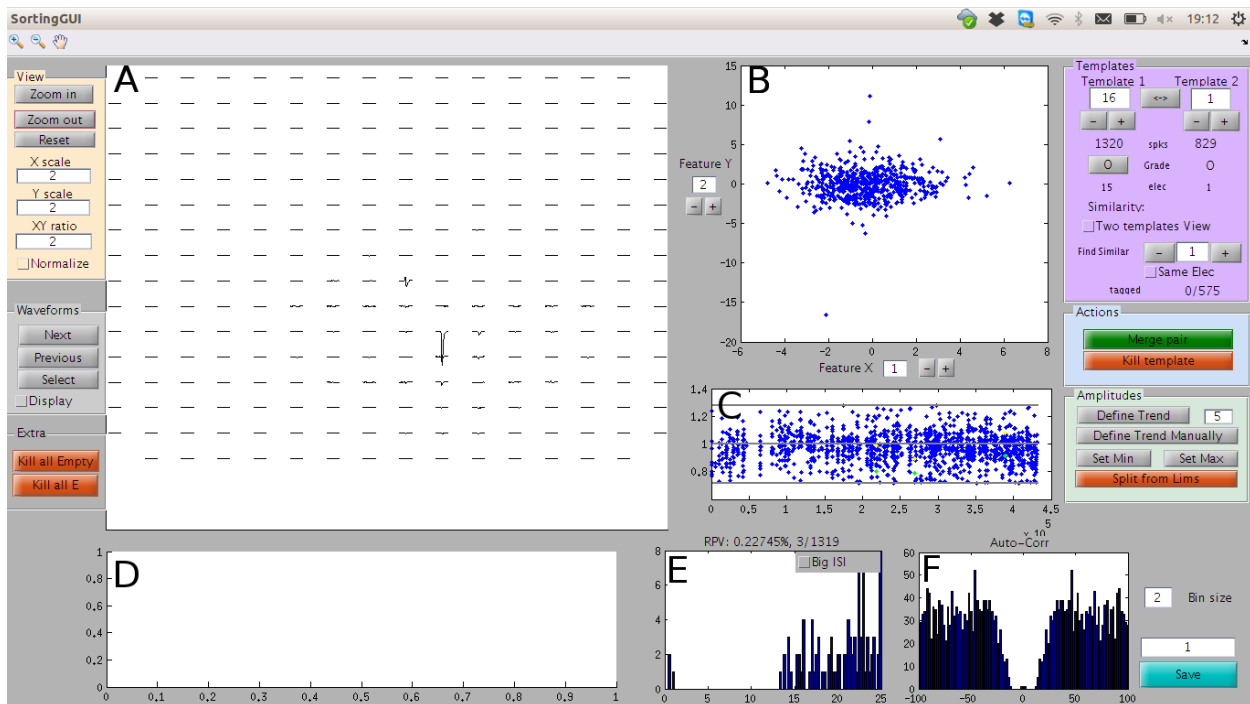 SortingGUI
19:12
View
Zoom in
Zoom out
Reset
X scale
2
Y scale
2
XY ratio
2
Normalize
Waveforms
Next
Previous
Select
Display
Extra
Kill all Empty
Kill all E
A
B
15
10
5
0
−5
−10
−15
−20
−6 −4 −2 0 2 4 6 8
Feature Y
2
− +
Feature X 1 − +
Templates
Template 1 Template 2
16 <-> 1
− + − +
1320 spks 829
O Grade O
15 elec 1
Similarity:
Two templates View
Find Similar − 1 +
Same Elec
tagged 0/575
Actions
Merge pair
Kill template
C
1.4
1.2
1
0.8
0 0.5 1 1.5 2 2.5 3 3.5 4 4.5
x 10
5
Amplitudes
Define Trend 5
Define Trend Manually
Set Min Set Max
Split from Lims
D
1
0.8
0.6
0.4
0.2
0
0 0.1 0.2 0.3 0.4 0.5 0.6 0.7 0.8 0.9 1
RPV: 0.22745%, 3/1319
Big ISI
E
8
6
4
2
0
0 5 10 15 20 25
Auto−Corr
F
60
50
40
30
20
10
0
−100 −50 0 50 100
2 Bin size
1
Save